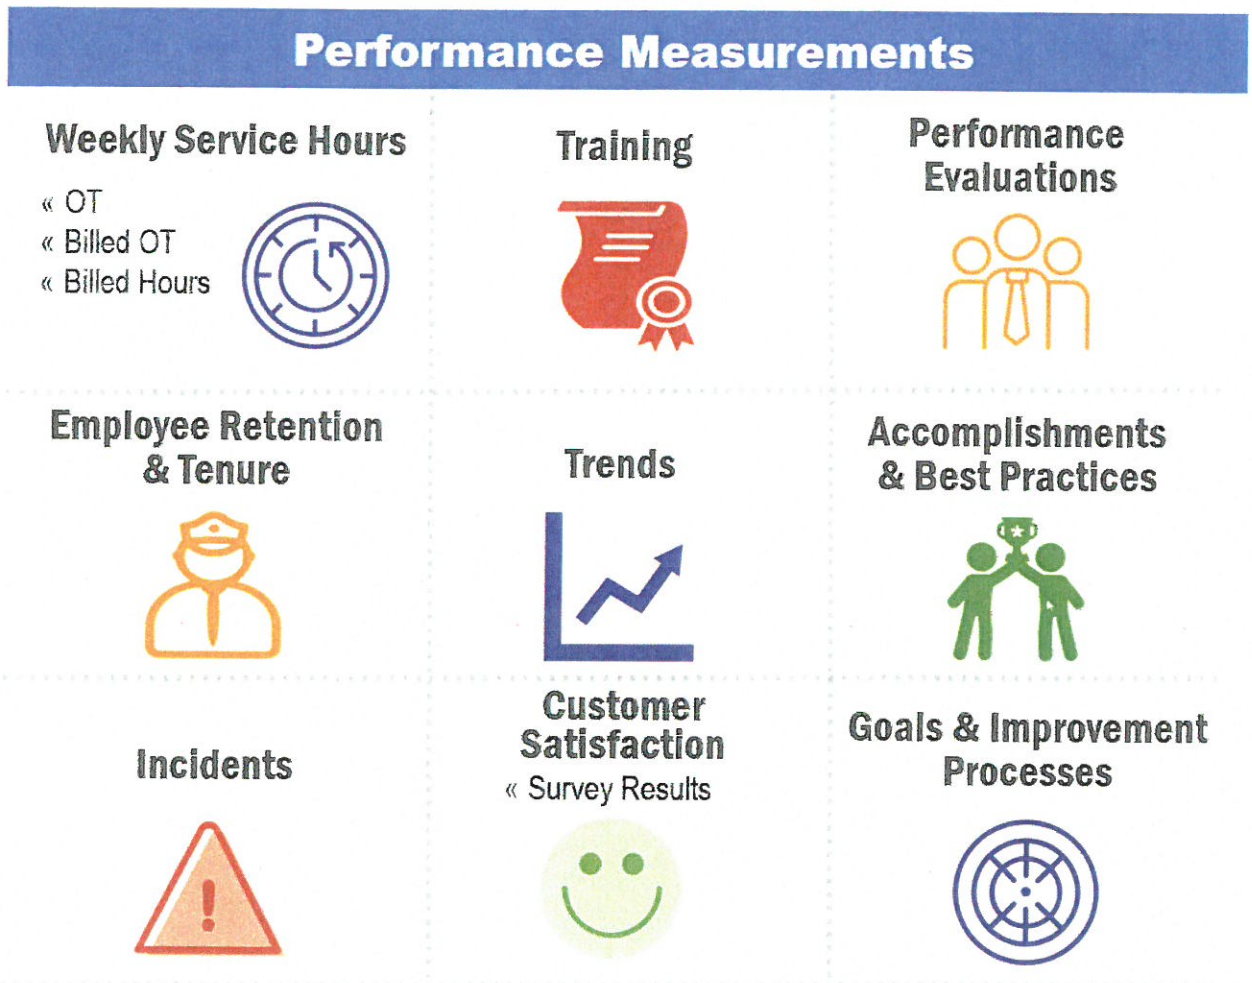 Performance Measurements
Weekly Service Hours
« OT
« Billed OT
« Billed Hours
Training
Performance
Evaluations
Employee Retention
& Tenure
Trends
Accomplishments
& Best Practices
Incidents
Customer
Satisfaction
« Survey Results
Goals & Improvement
Processes